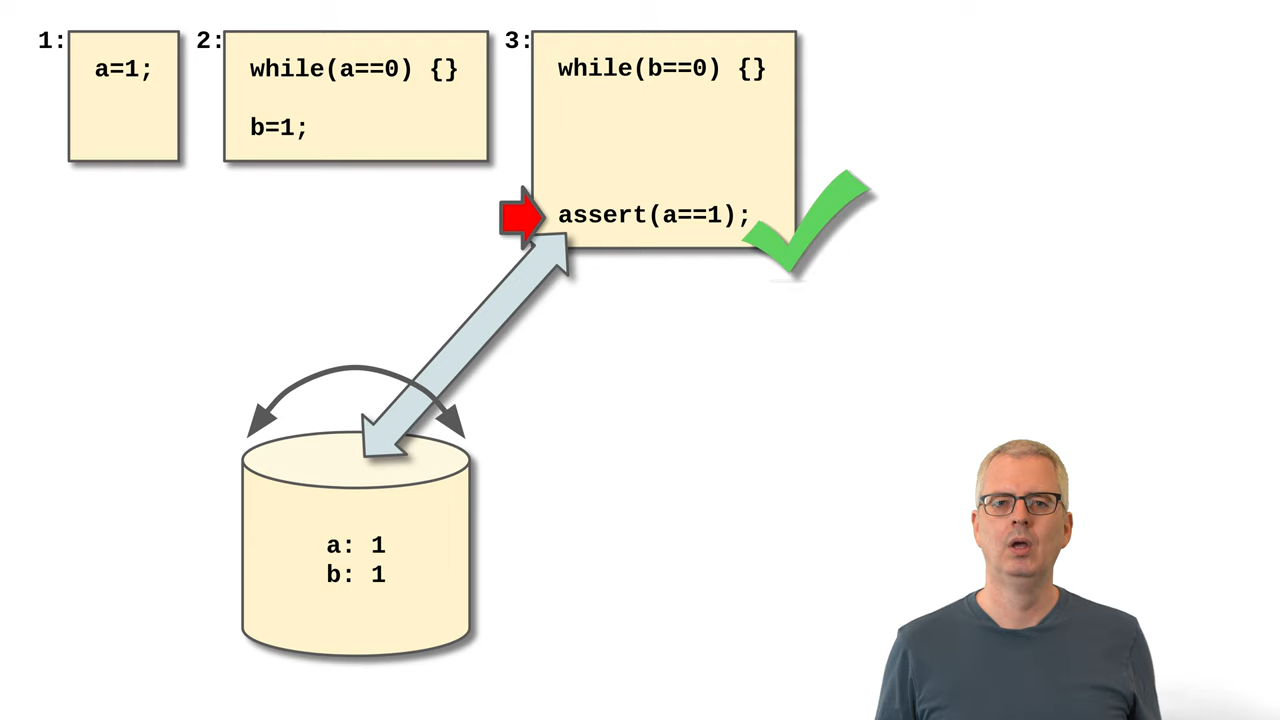 1:
a=1;
2:
while(a==0) {}
b=1;
3:
while(b==0) {}
assert(a==1);
a: 1
b: 1